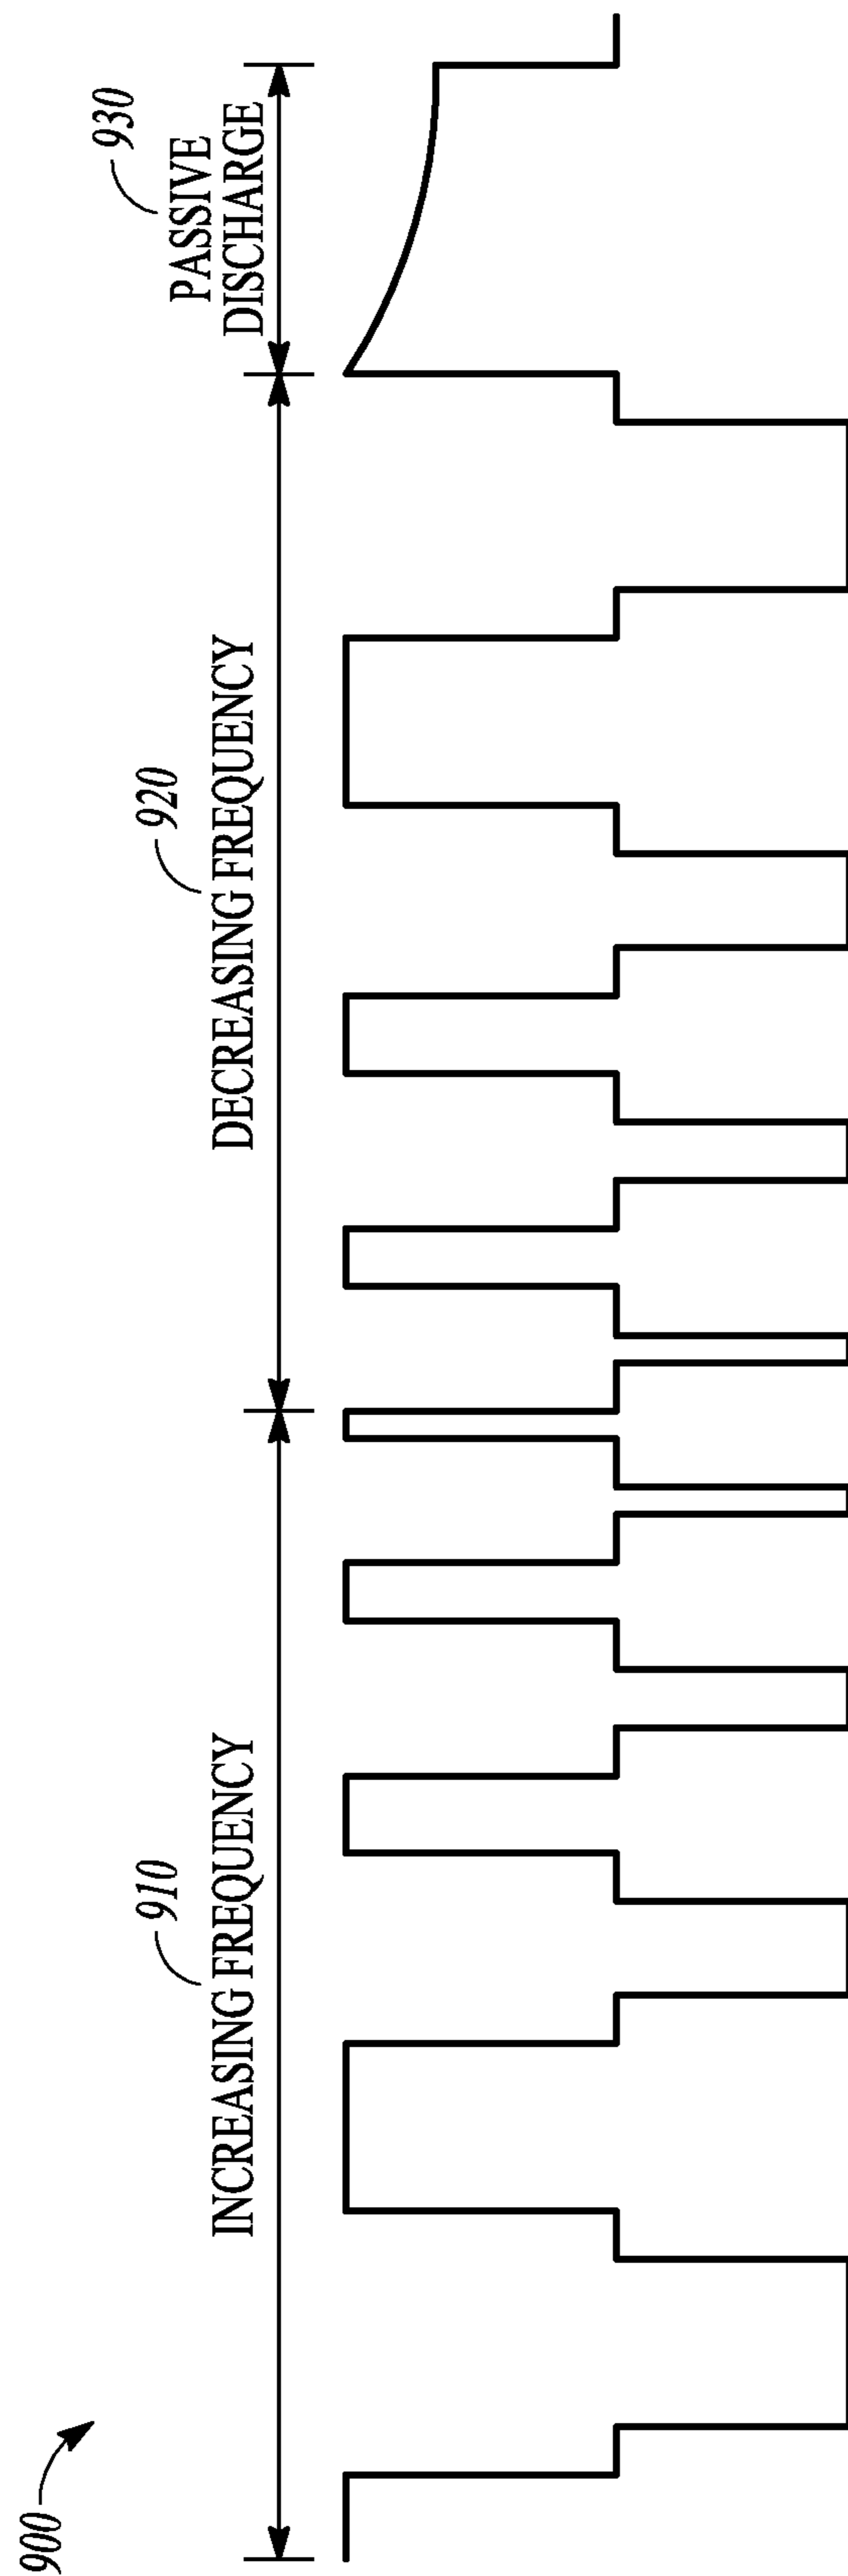 900
910
INCREASING FREQUENCY
920
DECREASING FREQUENCY
930
PASSIVE
DISCHARGE